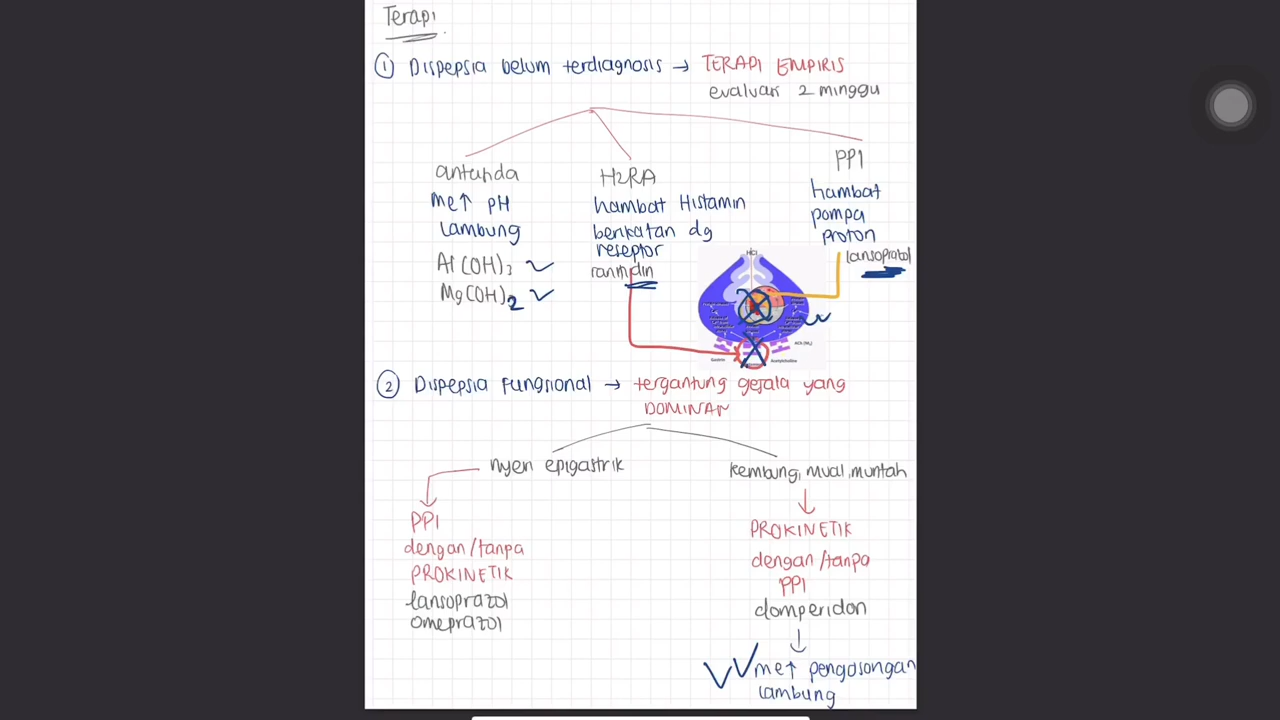 Terapi
① Dispepsia belum terdiagnosis → TERAPI EMPIRIS
evaluasi 2 minggu
antasida
me↑ pH
lambung
Al(OH)3
Mg(OH)2
H2RA
hambat Histamin
berikatan dg
reseptor
ranitidin
PPI
hambat
pompa
proton
lansoprazol
HCl
Gastrin
Acetylcholine
② Dispepsia Fungsional → tergantung gejala yang
DOMINAN
nyeri epigastrik
PPI
dengan/tanpa
PROKINETIK
lansoprazol
omeprazol
kembung, mual, muntah
PROKINETIK
dengan/tanpa
PPI
domperidon
me↑ pengosongan
lambung